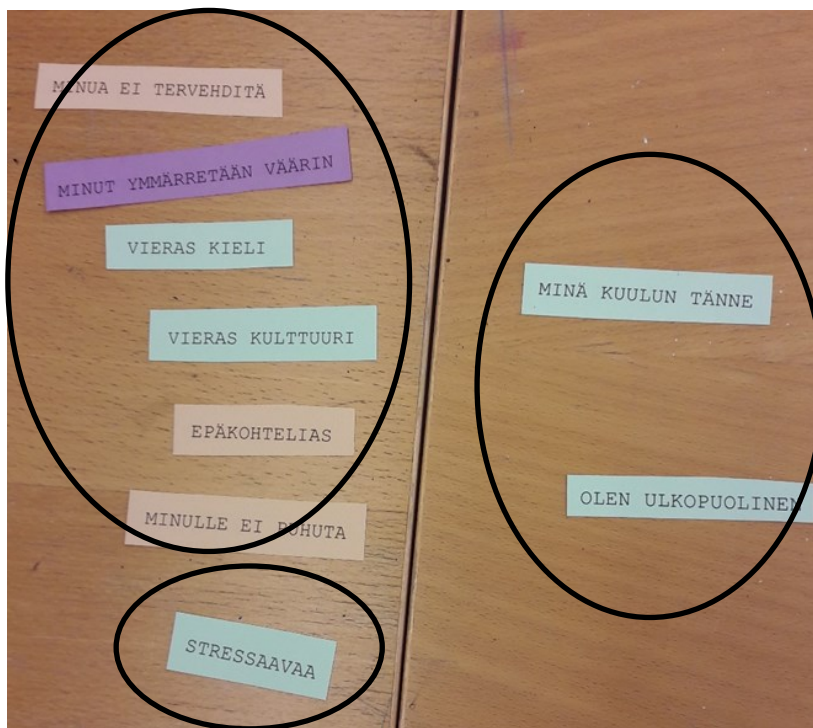 MINUA EI TERVEHDITÄ
MINUT YMMÄRRETÄÄN VÄÄRIN
VIERAS KIELI
VIERAS KULTTUURI
EPÄKOHTELIAS
MINULLE EI PUHUTA
STRESSAAVAA
MINÄ KUULUN TÄNNE
OLEN ULKOPUOLINEN